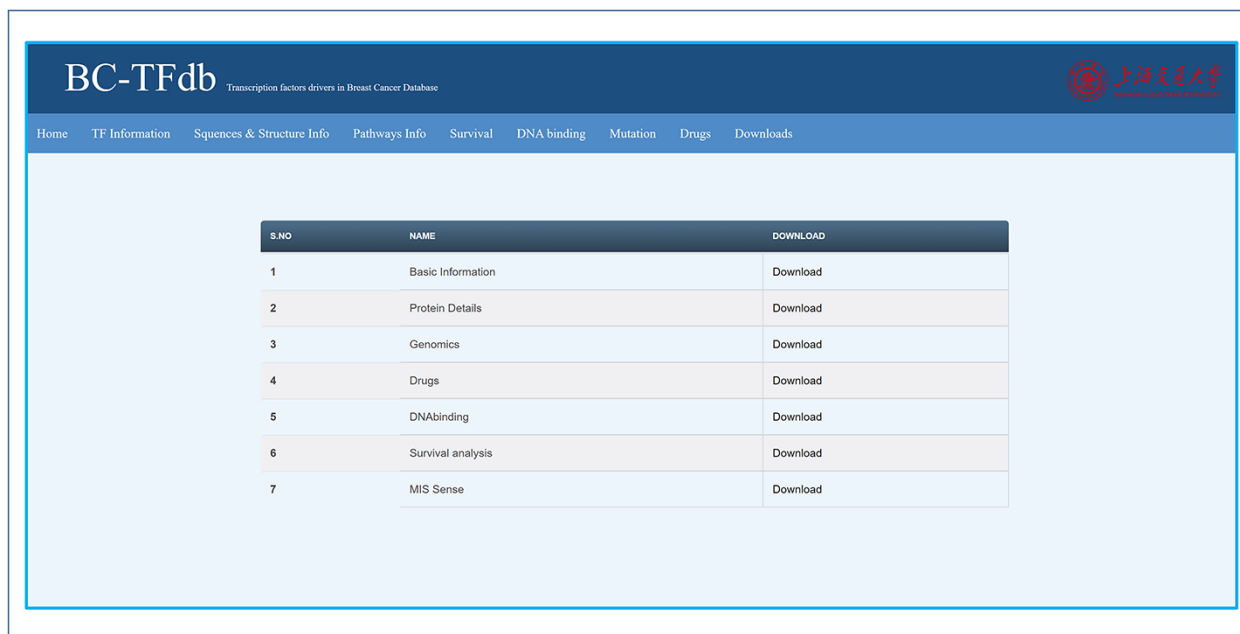 BC-TFdb Transcription factors drivers in Breast Cancer Database
上海交通大学
Home TF Information Squences & Structure Info Pathways Info Survival DNA binding Mutation Drugs Downloads
S.NO NAME DOWNLOAD
1 Basic Information Download
2 Protein Details Download
3 Genomics Download
4 Drugs Download
5 DNAbinding Download
6 Survival analysis Download
7 MIS Sense Download